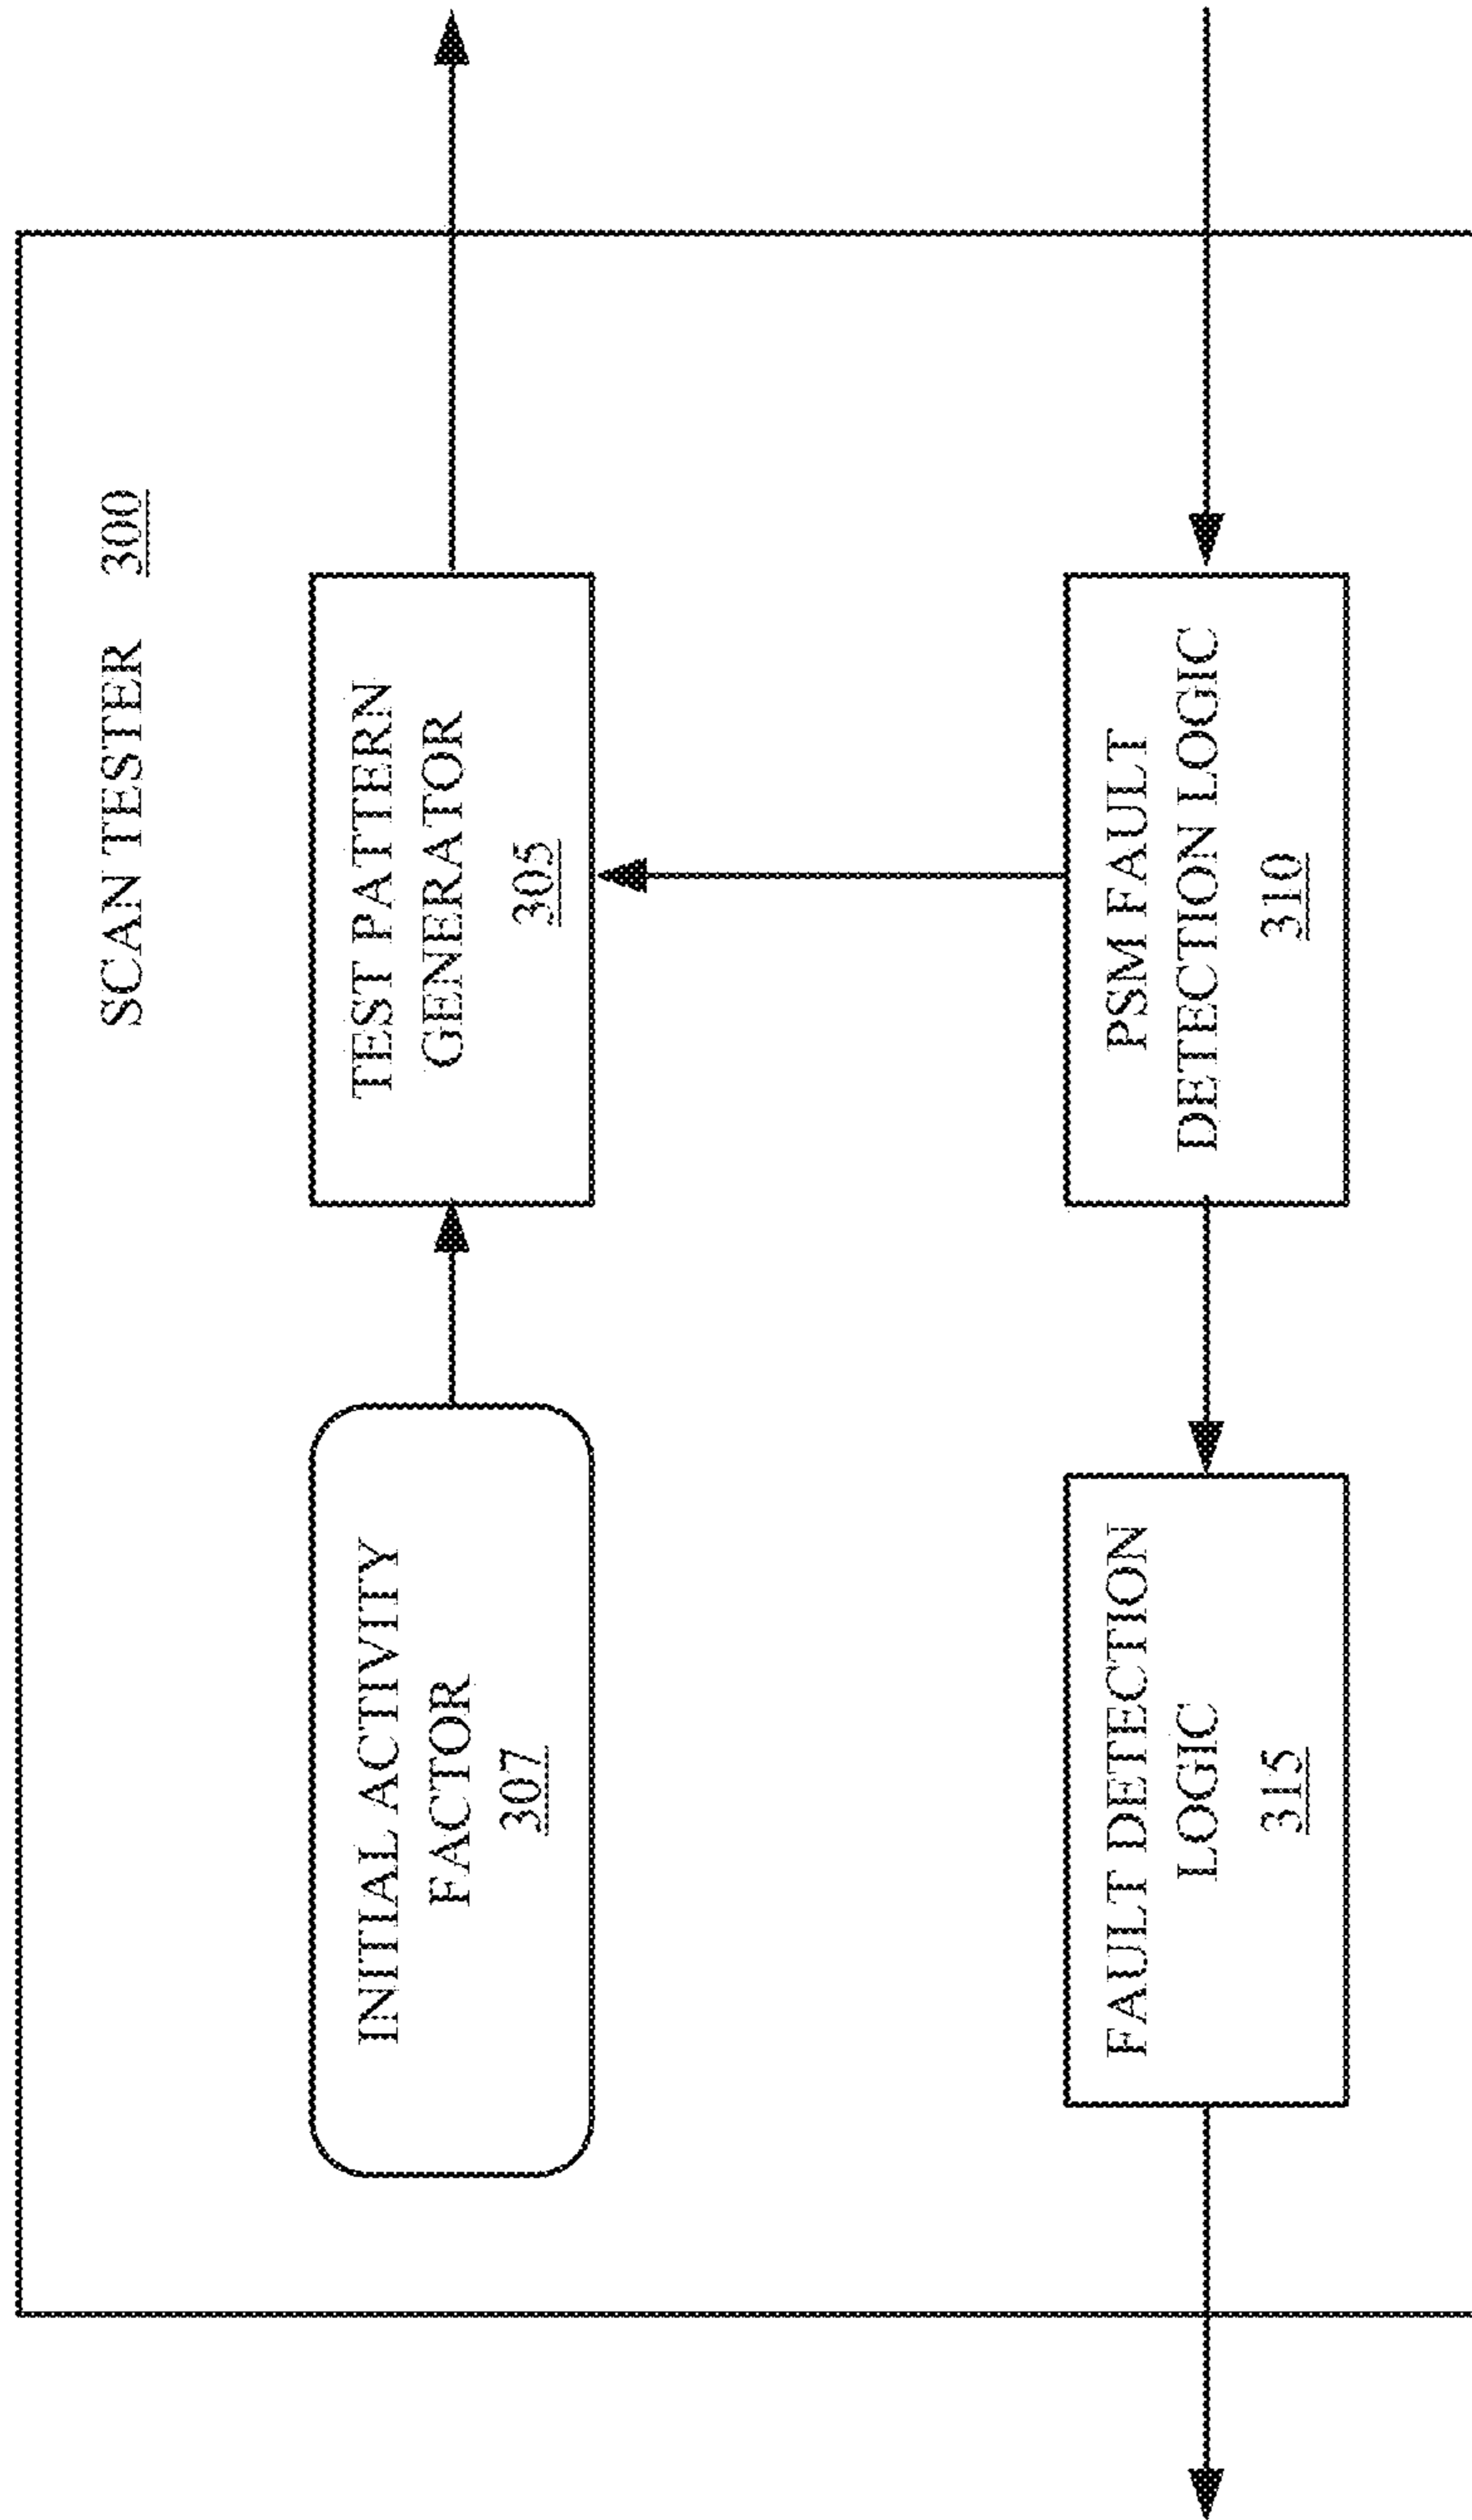 SCAN TESTER 300
INITIAL ACTIVITY
FACTOR
307
TEST PATTERN
GENERATOR
305
FAULT DETECTION
LOGIC
315
PSM FAULT
DETECTION LOGIC
310